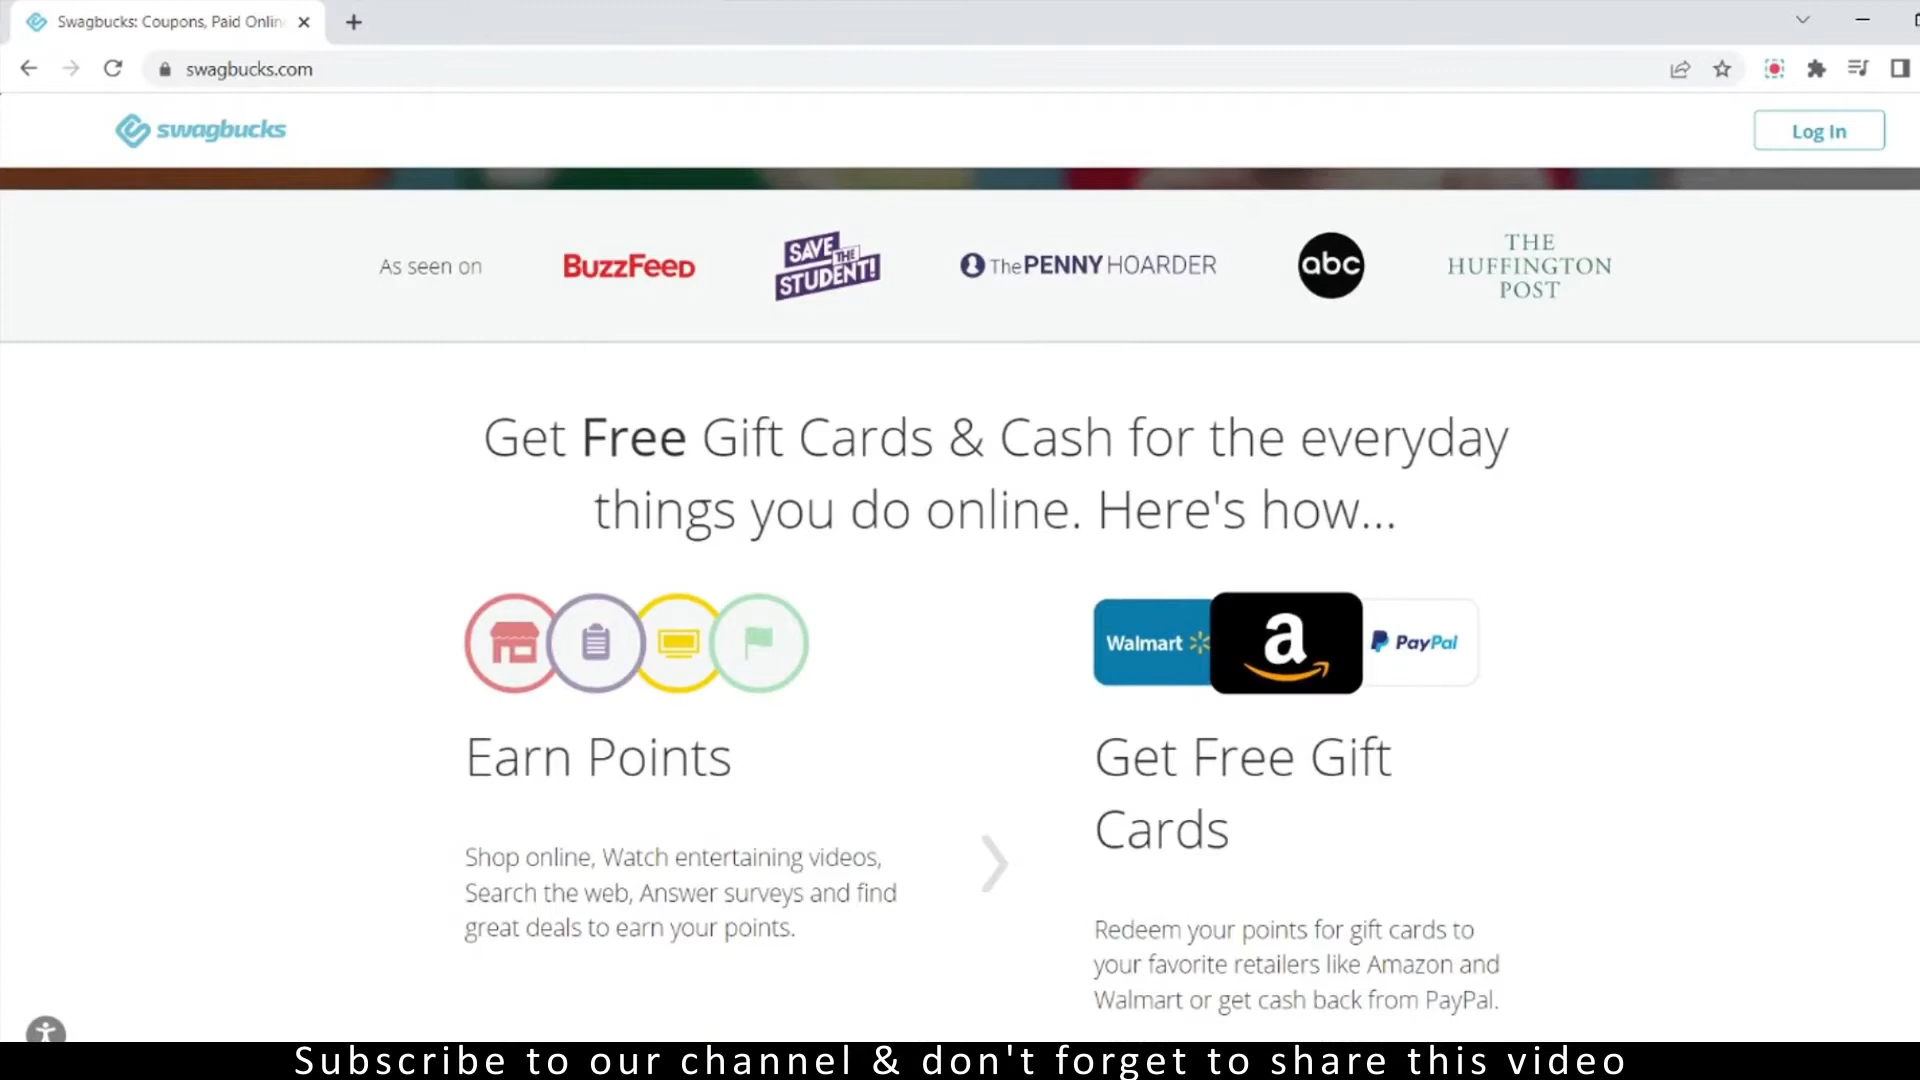 Swagbucks: Coupons, Paid Onlin
swagbucks.com
swagbucks
Log In
As seen on
BuzzFeed
SAVE THE STUDENT!
The PENNY HOARDER
abc
THE HUFFINGTON POST
Get Free Gift Cards & Cash for the everyday
things you do online. Here's how...
Walmart
a
PayPal
Earn Points
Shop online, Watch entertaining videos,
Search the web, Answer surveys and find
great deals to earn your points.
Get Free Gift
Cards
Redeem your points for gift cards to
your favorite retailers like Amazon and
Walmart or get cash back from PayPal.
Subscribe to our channel & don't forget to share this video